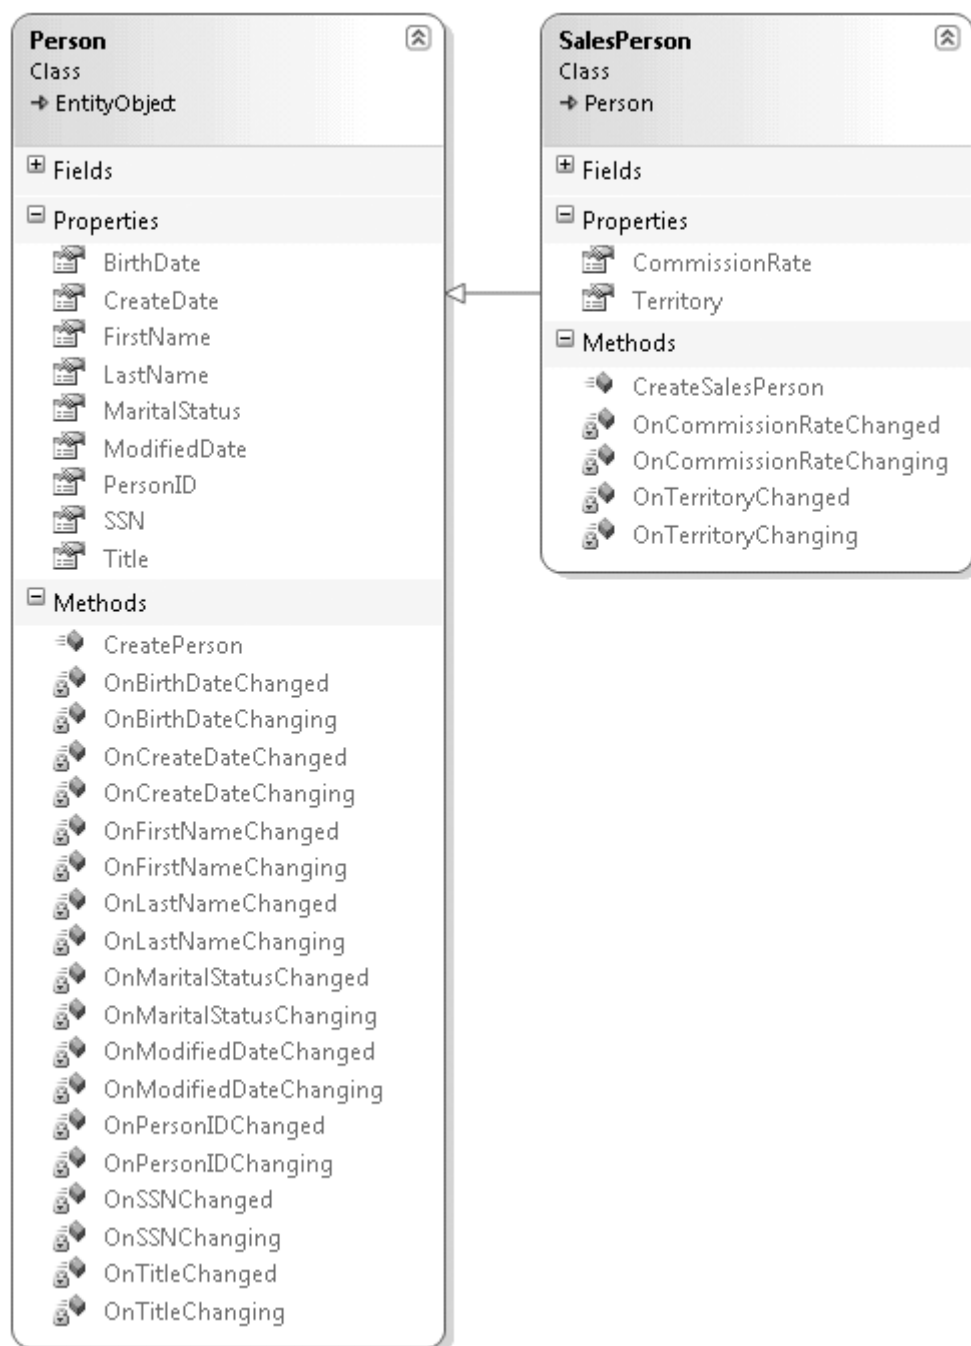 Person
Class
EntityObject
Fields
Properties
BirthDate
CreateDate
FirstName
LastName
MaritalStatus
ModifiedDate
PersonID
SSN
Title
Methods
CreatePerson
OnBirthDateChanged
OnBirthDateChanging
OnCreateDateChanged
OnCreateDateChanging
OnFirstNameChanged
OnFirstNameChanging
OnLastNameChanged
OnLastNameChanging
OnMaritalStatusChanged
OnMaritalStatusChanging
OnModifiedDateChanged
OnModifiedDateChanging
OnPersonIDChanged
OnPersonIDChanging
OnSSNChanged
OnSSNChanging
OnTitleChanged
OnTitleChanging
SalesPerson
Class
Person
Fields
Properties
CommissionRate
Territory
Methods
CreateSalesPerson
OnCommissionRateChanged
OnCommissionRateChanging
OnTerritoryChanged
OnTerritoryChanging